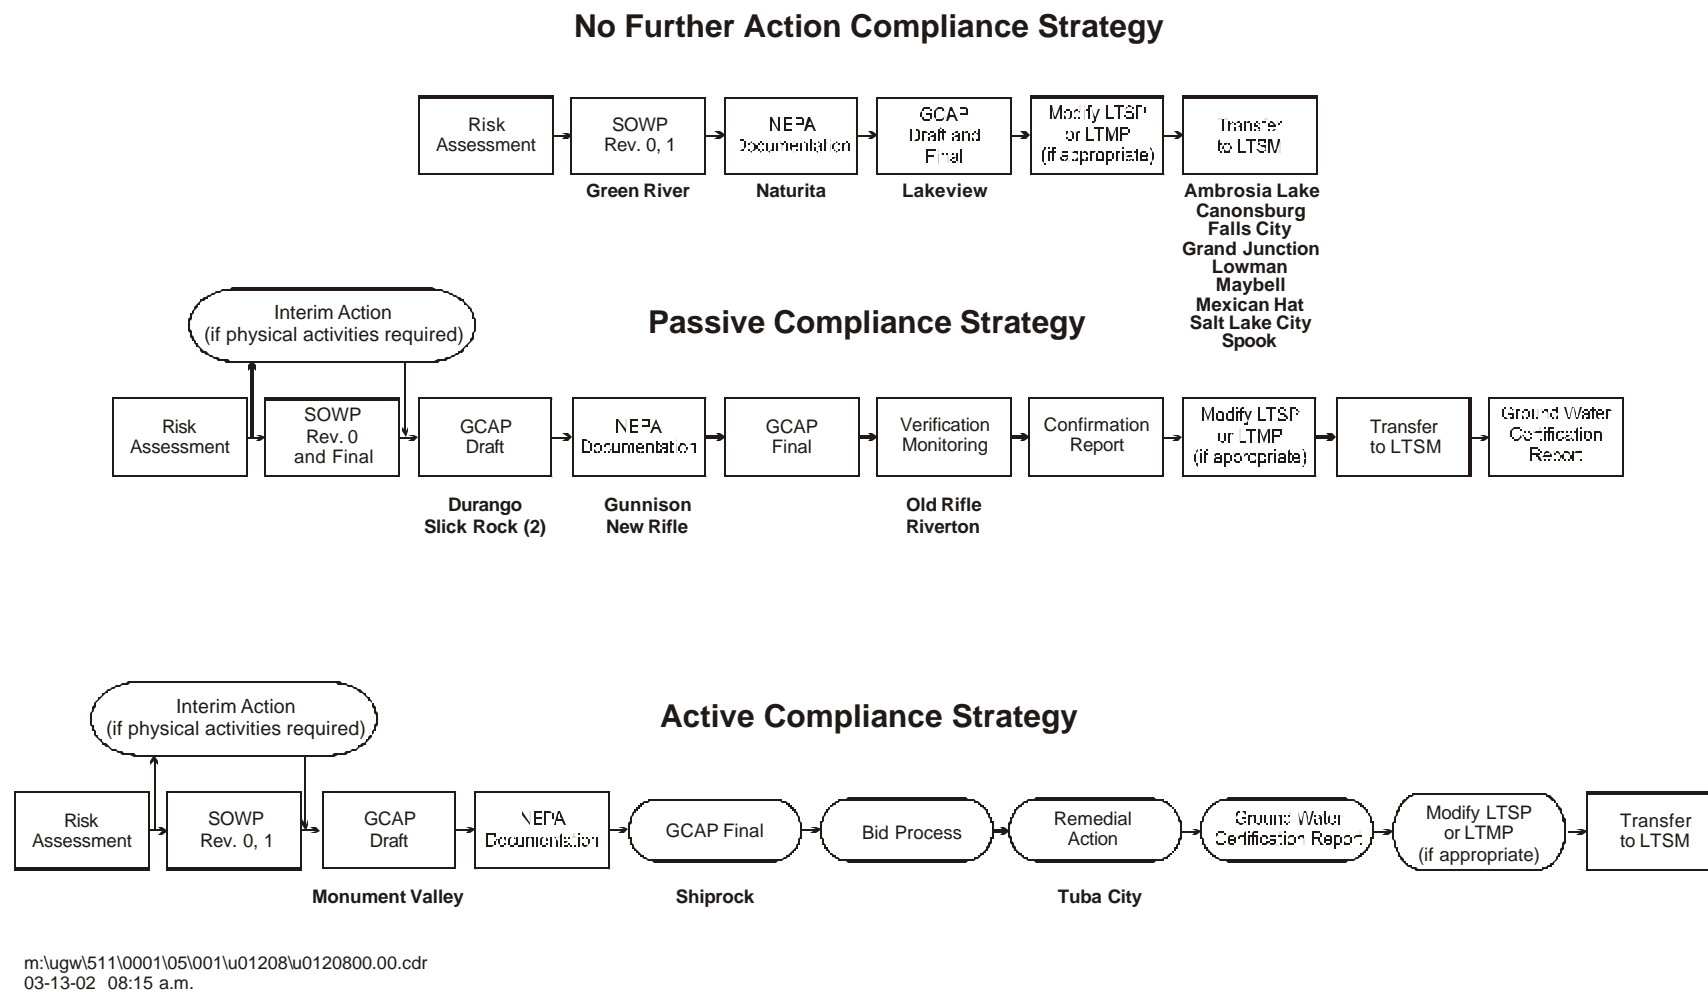 No Further Action Compliance Strategy
Risk
Assessment
SOWP
Rev. 0, 1
NEPA
Documentation
GCAP
Draft and
Final
Modify LTSP
or LTMP
(if appropriate)
Transfer
to LTSM
Green River
Naturita
Lakeview
Ambrosia Lake
Canonsburg
Falls City
Grand Junction
Lowman
Maybell
Mexican Hat
Salt Lake City
Spook
Passive Compliance Strategy
Interim Action
(if physical activities required)
Risk
Assessment
SOWP
Rev. 0
and Final
GCAP
Draft
NEPA
Documentation
GCAP
Final
Verification
Monitoring
Confirmation
Report
Modify LTSP
or LTMP
(if appropriate)
Transfer
to LTSM
Ground Water
Certification
Report
Durango
Slick Rock (2)
Gunnison
New Rifle
Old Rifle
Riverton
Active Compliance Strategy
Interim Action
(if physical activities required)
Risk
Assessment
SOWP
Rev. 0, 1
GCAP
Draft
NEPA
Documentation
GCAP Final
Bid Process
Remedial
Action
Ground Water
Certification Report
Modify LTSP
or LTMP
(if appropriate)
Transfer
to LTSM
Monument Valley
Shiprock
Tuba City
m:\ugw\511\0001\05\001\u01208\u0120800.00.cdr
03-13-02 08:15 a.m.